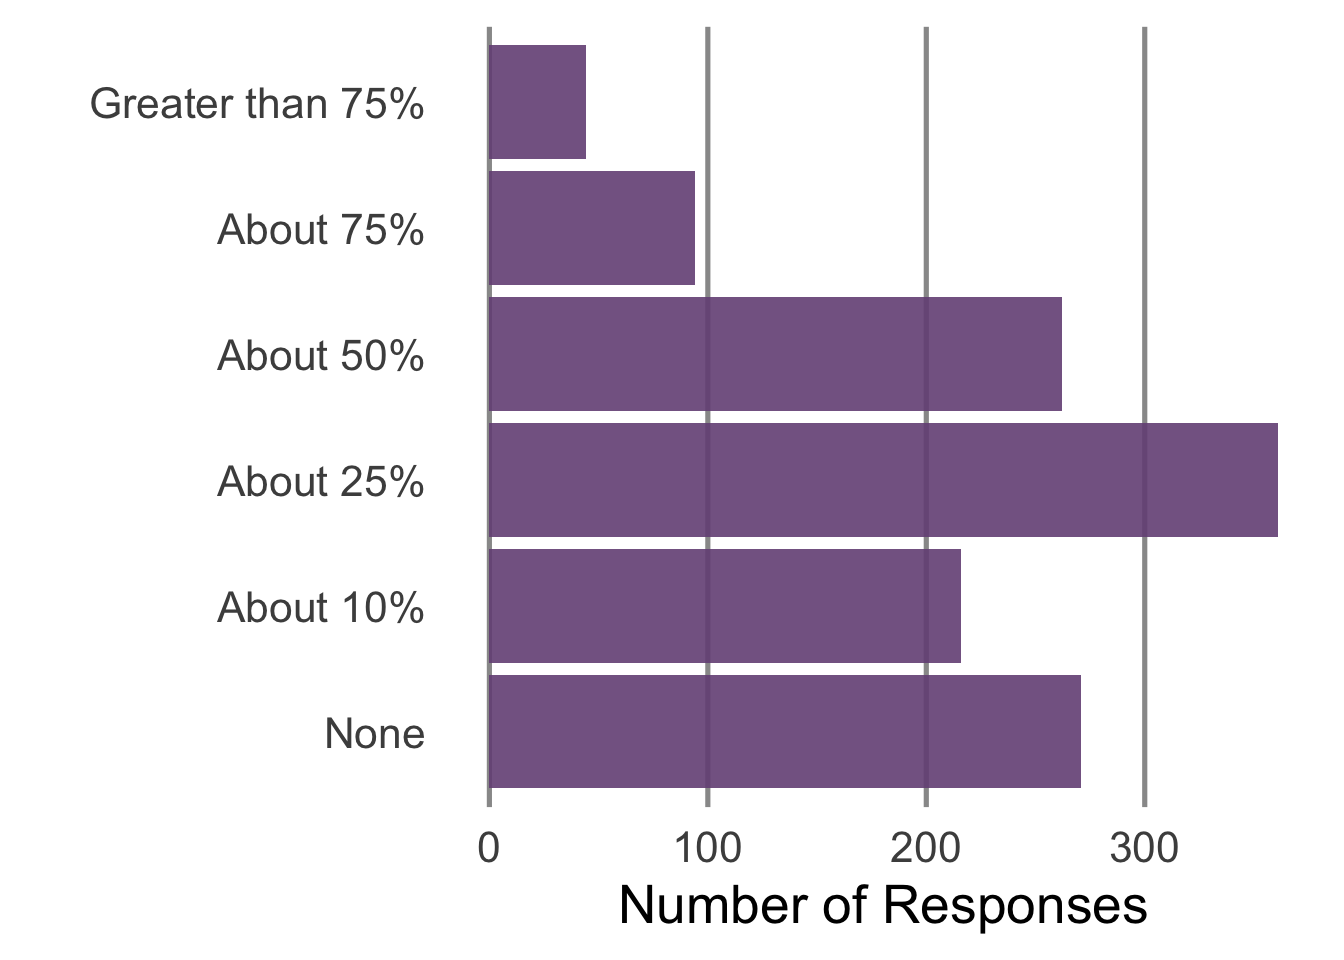 Greater than 75%
About 75%
About 50%
About 25%
About 10%
None
0 100 200 300
Number of Responses